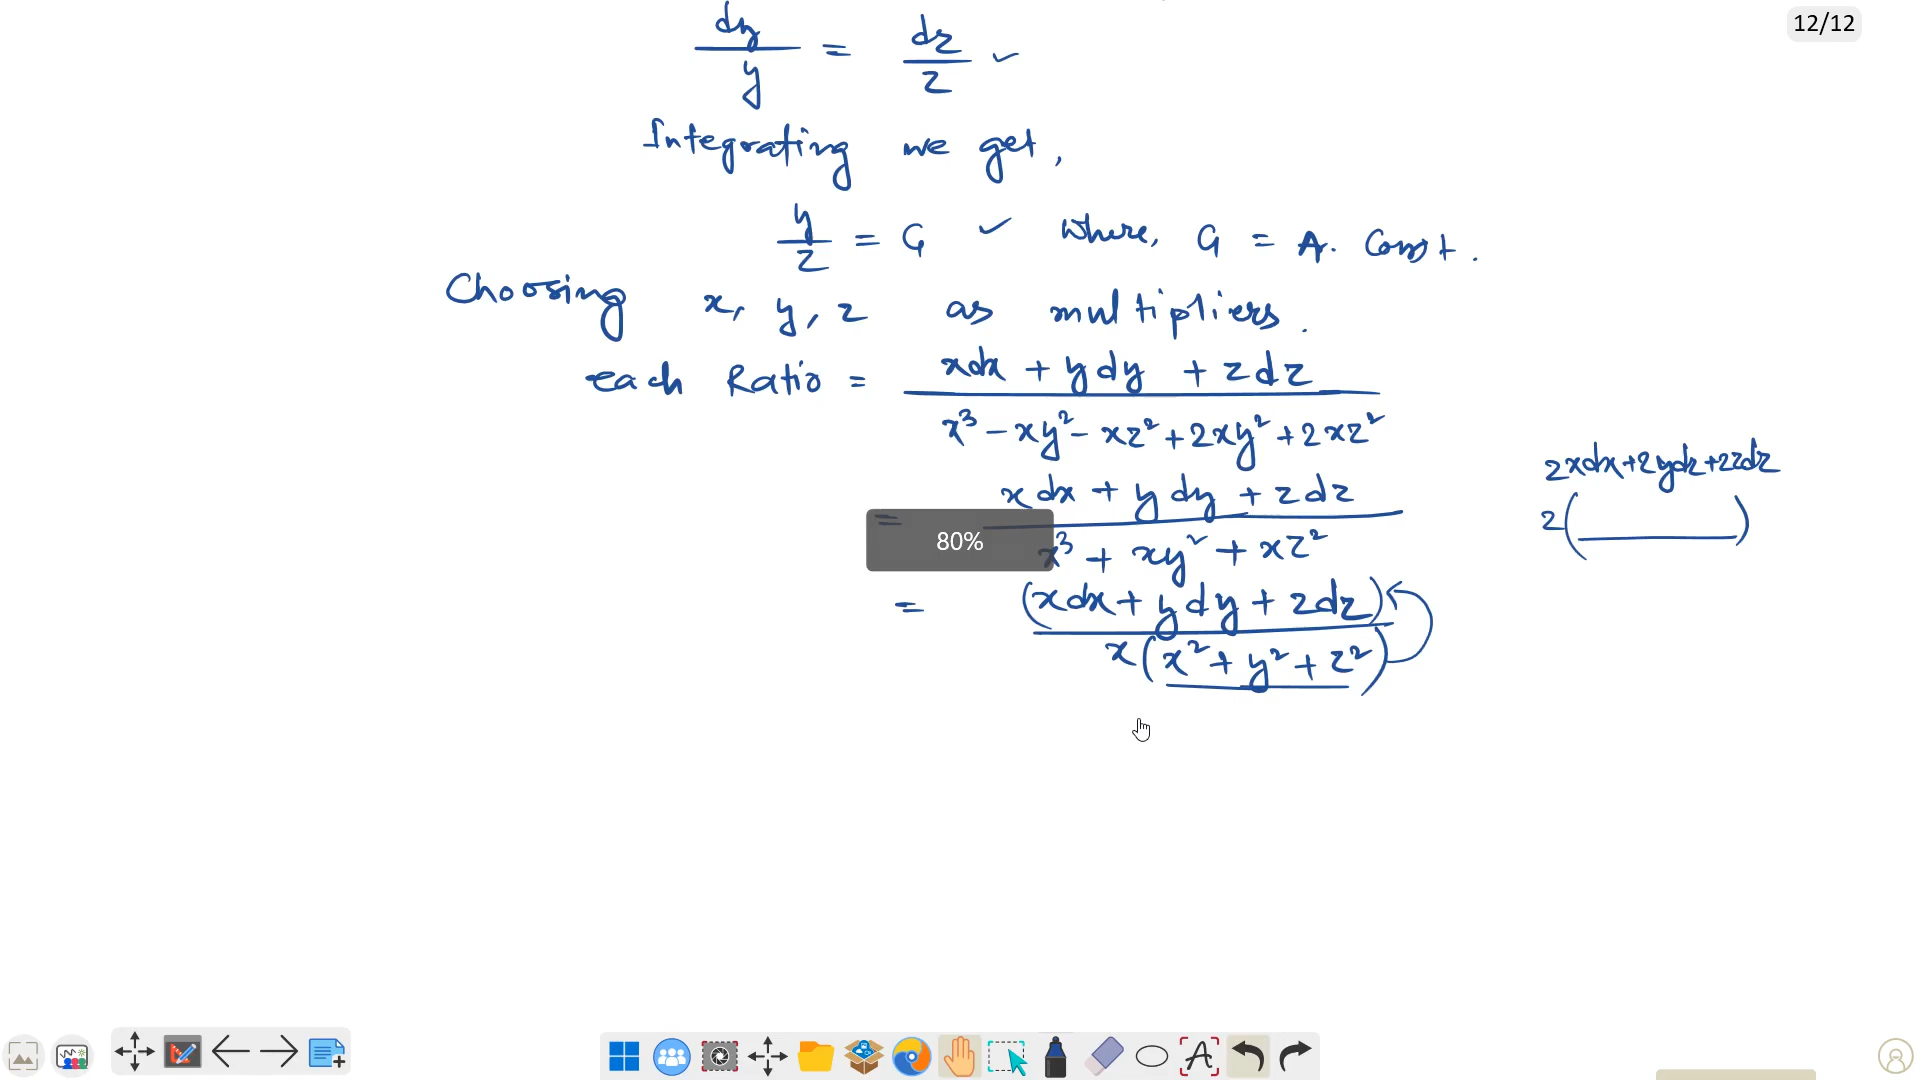 12/12
dy/y = dz/z ✓
Integrating we get,
y/z = C₁ ✓ where, C₁ = A. Const.
Choosing x, y, z as multipliers.
each Ratio = (xdx + ydy + zdz)/(x³ - xy² - xz² + 2xy² + 2xz²)
= (xdx + ydy + zdz)/(x³ + xy² + xz²)
= (xdx + ydy + zdz)/(x(x² + y² + z²))
2xdx+2ydz+2zdz
2( )
80%